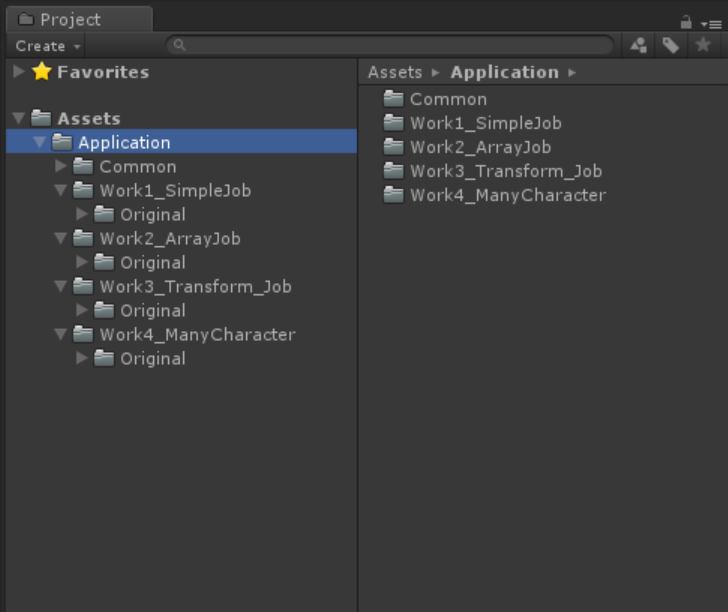 Project
Create
Favorites
Assets
Application
Common
Work1_SimpleJob
Original
Work2_ArrayJob
Original
Work3_Transform_Job
Original
Work4_ManyCharacter
Original
Assets Application
Common
Work1_SimpleJob
Work2_ArrayJob
Work3_Transform_Job
Work4_ManyCharacter